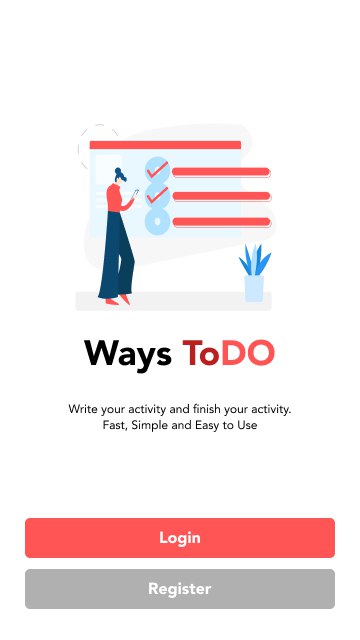 Ways ToDO
Write your activity and finish your activity.
Fast, Simple and Easy to Use
Login
Register